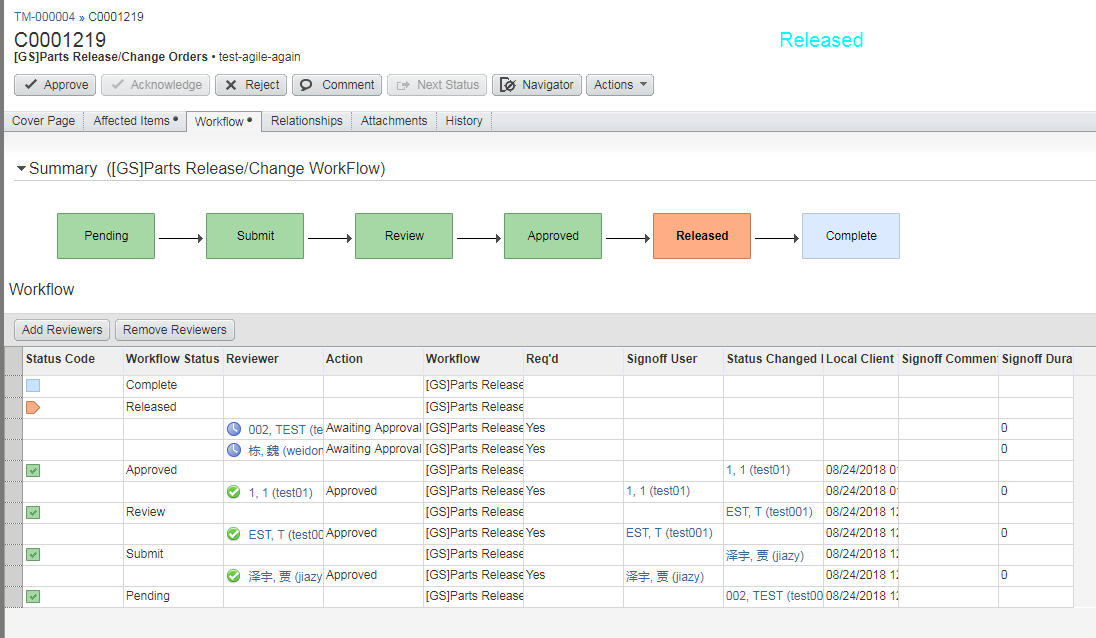 TM-000004 » C0001219
C0001219
Released
[GS]Parts Release/Change Orders • test-agile-again
Approve Acknowledge Reject Comment Next Status Navigator Actions
Cover Page Affected Items • Workflow • Relationships Attachments History
Summary ([GS]Parts Release/Change WorkFlow)
Pending Submit Review Approved Released Complete
Workflow
Add Reviewers Remove Reviewers
Status Code Workflow Status Reviewer Action Workflow Req'd Signoff User Status Changed Local Client Signoff Commen Signoff Dura
Complete [GS]Parts Release
Released [GS]Parts Release
002, TEST (te Awaiting Approval [GS]Parts Release Yes 0
栋, 魏 (weidon Awaiting Approval [GS]Parts Release Yes 0
Approved [GS]Parts Release 1, 1 (test01) 08/24/2018 0
1, 1 (test01) Approved [GS]Parts Release Yes 1, 1 (test01) 08/24/2018 0 0
Review [GS]Parts Release EST, T (test001) 08/24/2018 12
EST, T (test00 Approved [GS]Parts Release Yes EST, T (test001) 08/24/2018 12 0
Submit [GS]Parts Release 泽宇, 贾 (jiazy) 08/24/2018 12
泽宇, 贾 (jiazy Approved [GS]Parts Release Yes 泽宇, 贾 (jiazy) 08/24/2018 12 0
Pending [GS]Parts Release 002, TEST (test00 08/24/2018 12